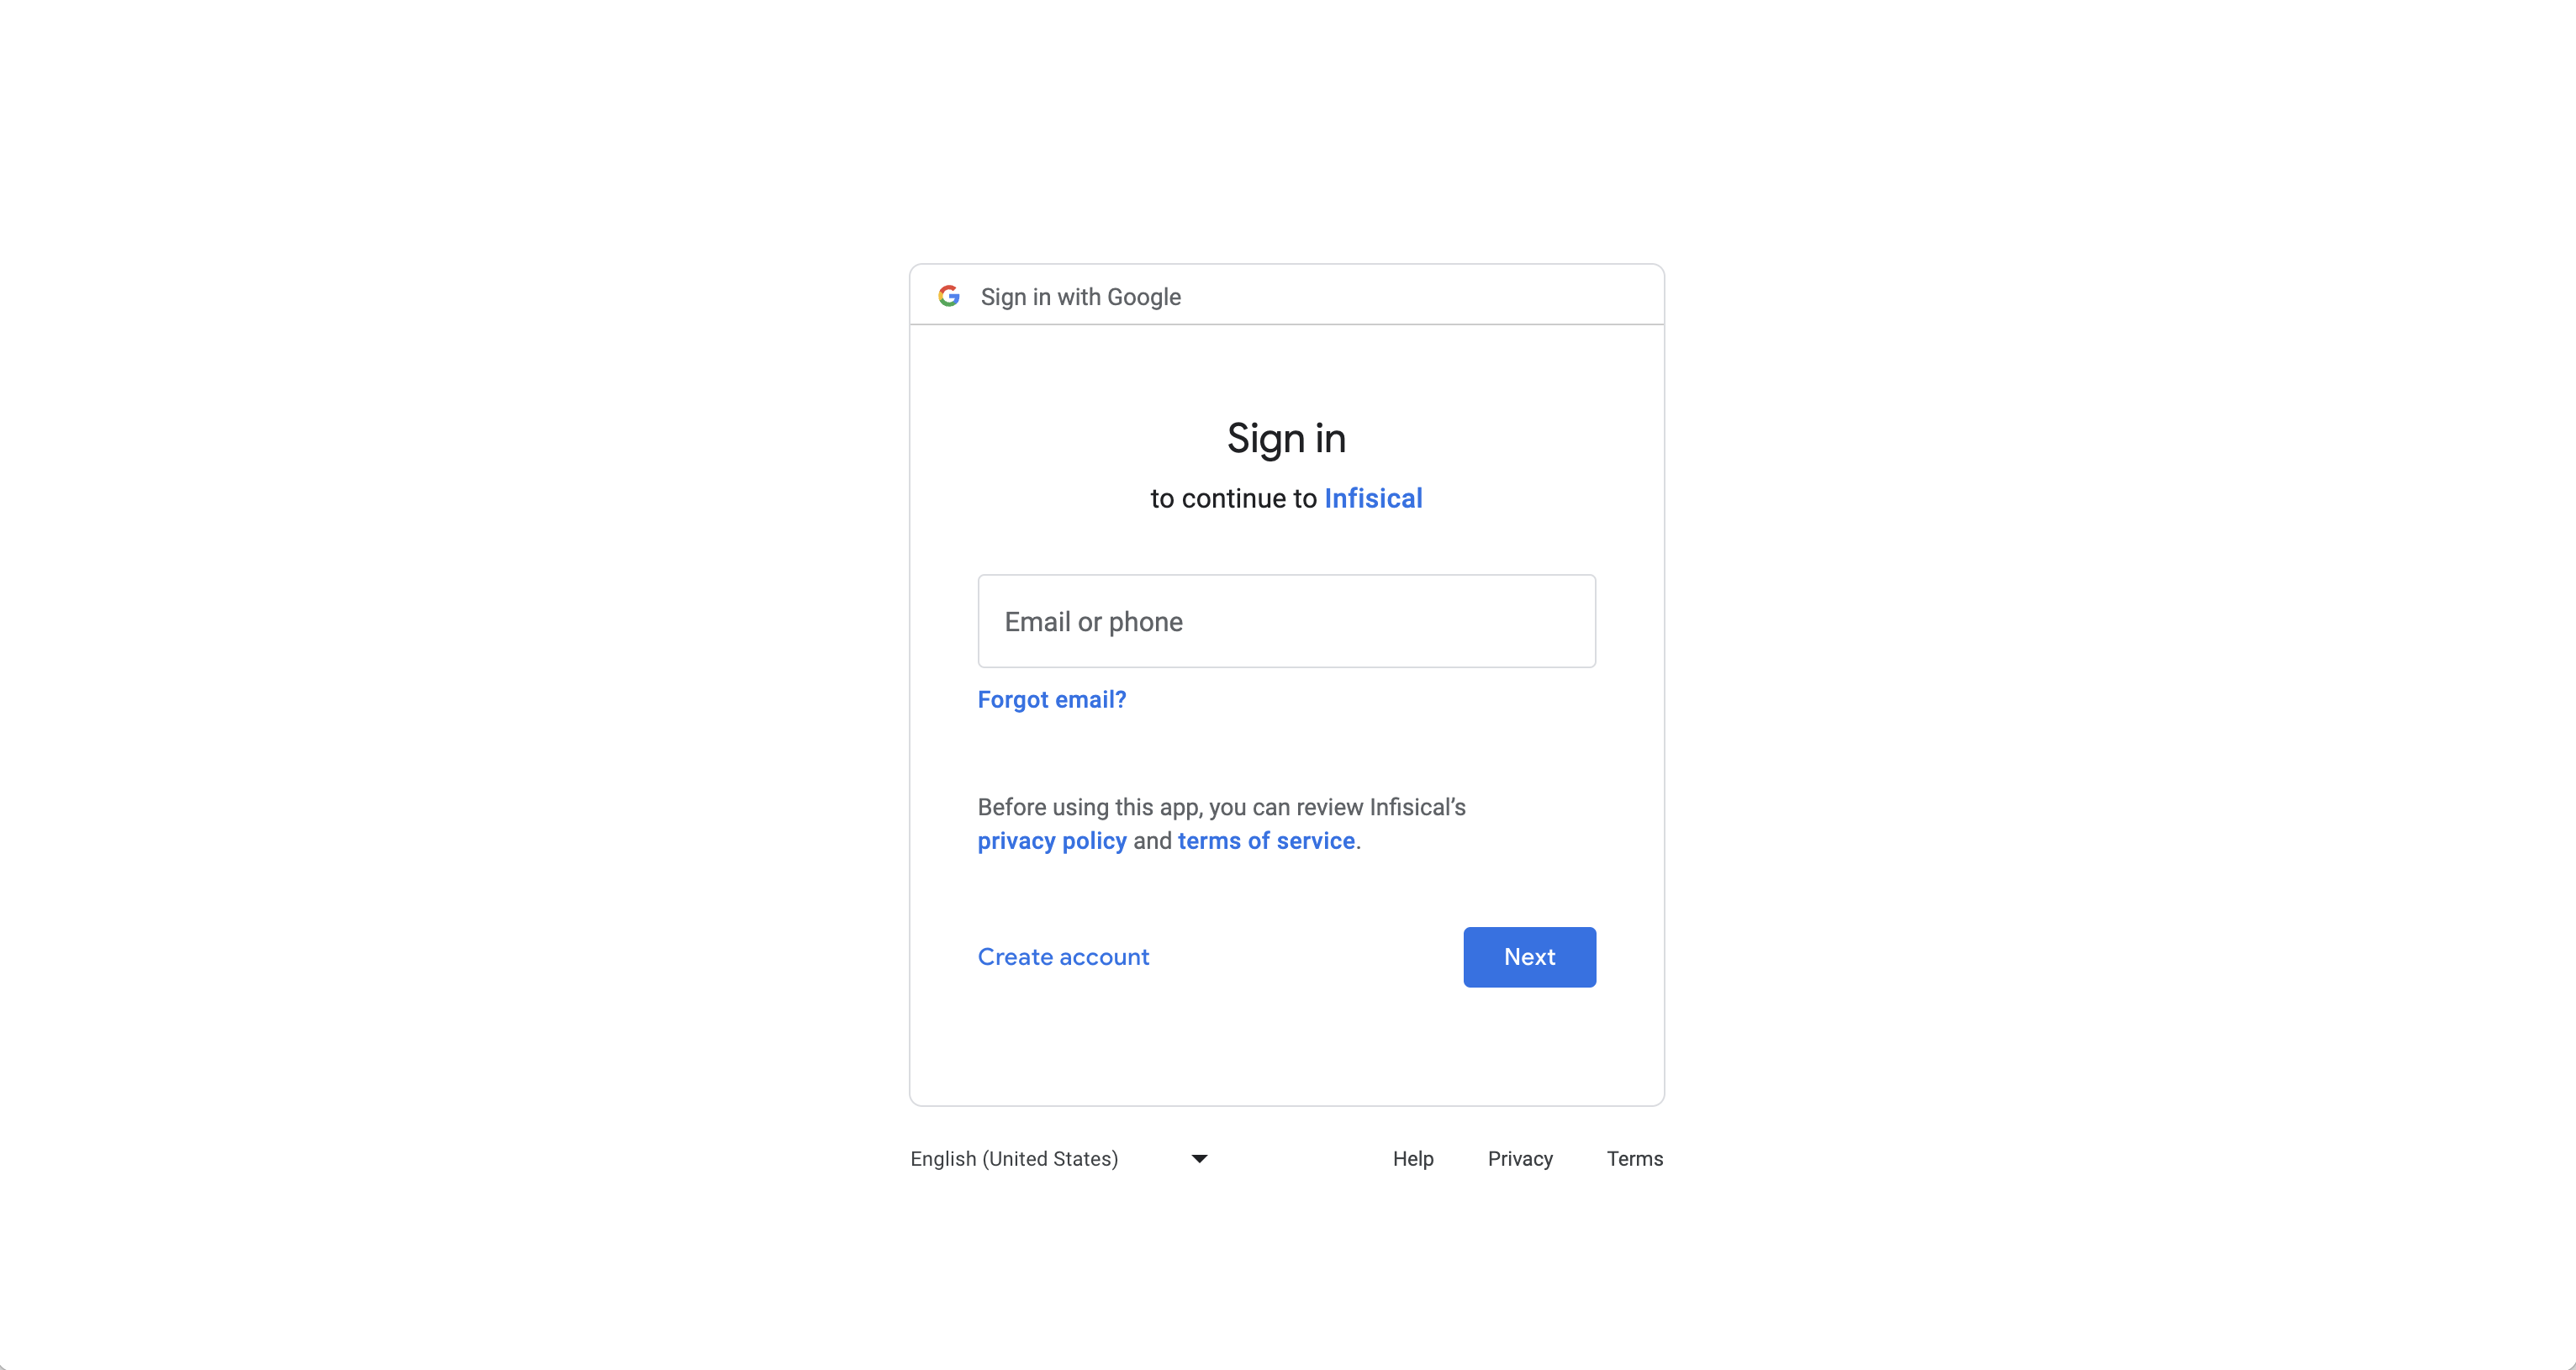 Sign in with Google
Sign in
to continue to Infisical
Email or phone
Forgot email?
Before using this app, you can review Infisical’s
privacy policy and terms of service.
Create account
Next
English (United States)
Help
Privacy
Terms